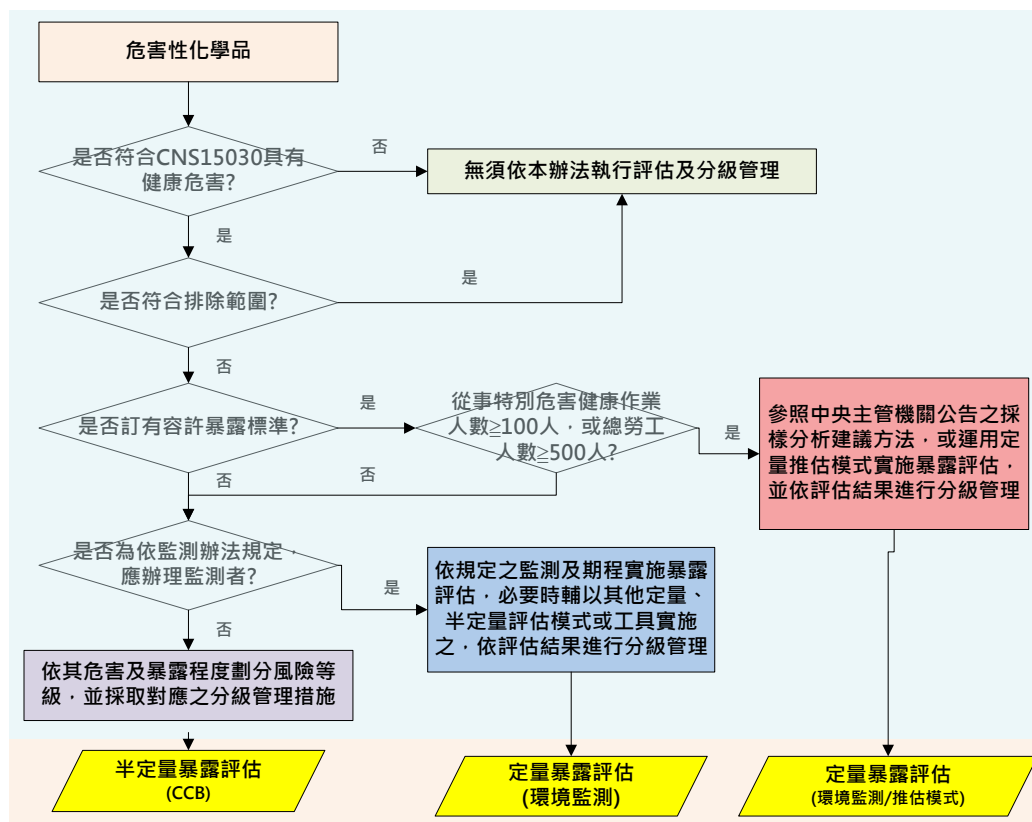 危害性化學品
是否符合CNS15030具有
健康危害?
否
無須依本辦法執行評估及分級管理
是
是否符合排除範圍?
是
否
是否訂有容許暴露標準?
是
從事特別危害健康作業
人數≧100人，或總勞工
人數≧500人?
是
參照中央主管機關公告之採
樣分析建議方法，或運用定
量推估模式實施暴露評估，
並依評估結果進行分級管理
否
否
是否為依監測辦法規定，
應辦理監測者?
是
依規定之監測及期程實施暴露
評估，必要時輔以其他定量、
半定量評估模式或工具實施
之，依評估結果進行分級管理
否
依其危害及暴露程度劃分風險等
級，並採取對應之分級管理措施
半定量暴露評估
(CCB)
定量暴露評估
(環境監測)
定量暴露評估
(環境監測/推估模式)